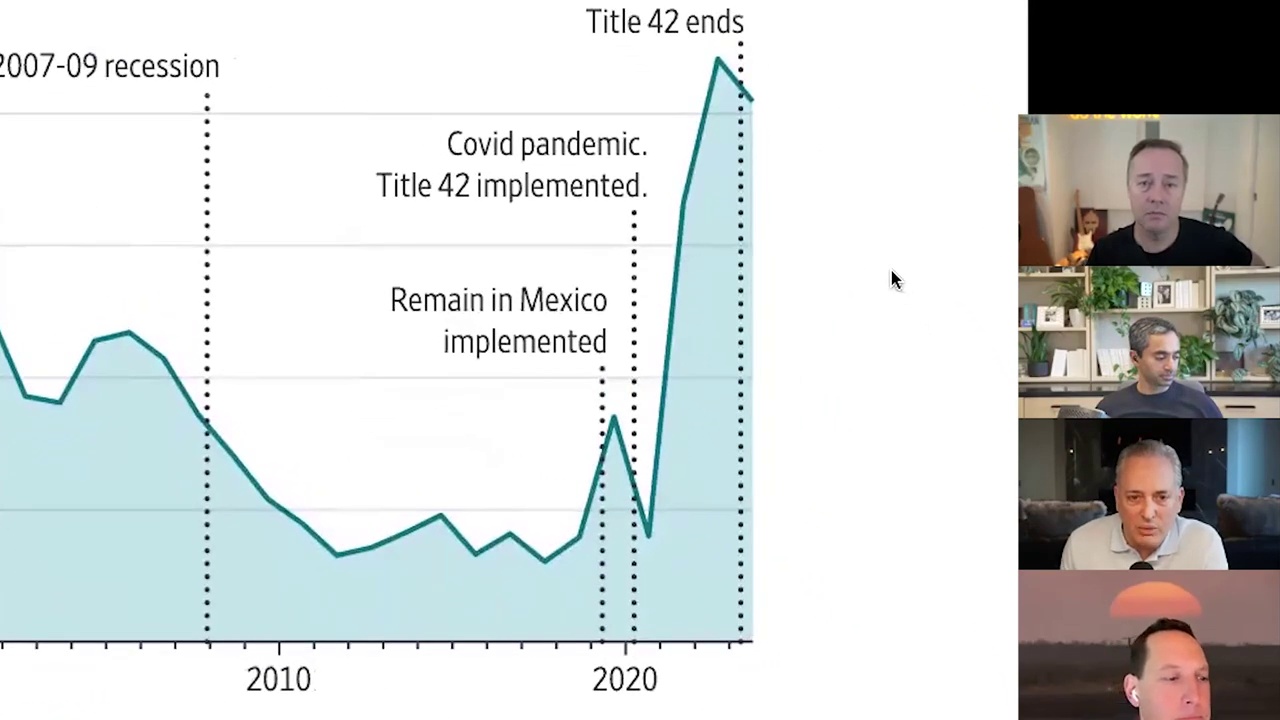 Title 42 ends
2007-09 recession
Covid pandemic.
Title 42 implemented.
Remain in Mexico
implemented
2010
2020